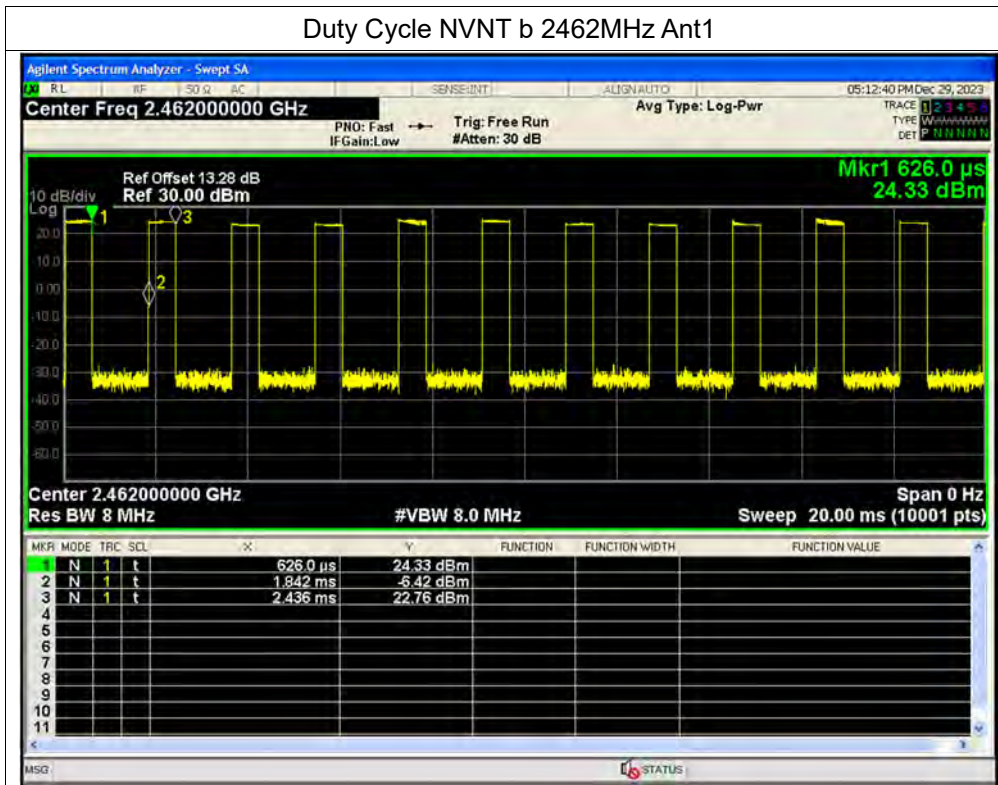 Duty Cycle NVNT b 2462MHz Ant1
Agilent Spectrum Analyzer - Swept SA
RL RF 50 Ω AC SENSE:INT ALIGN AUTO 05:12:40 PM Dec 29, 2023
Center Freq 2.462000000 GHz Avg Type: Log-Pwr TRACE 1 2 3 4 5 6
PNO: Fast Trig: Free Run TYPE W
IFGain:Low #Atten: 30 dB DET P N N N N N
Mkr1 626.0 µs
Ref Offset 13.28 dB
10 dB/div Ref 30.00 dBm 24.33 dBm
Log
1 3
20.0
10.0
2
0.00
-10.0
-20.0
-30.0
-40.0
-50.0
-60.0
Center 2.462000000 GHz Span 0 Hz
Res BW 8 MHz #VBW 8.0 MHz Sweep 20.00 ms (10001 pts)
MKR MODE TRC SCL X Y FUNCTION FUNCTION WIDTH FUNCTION VALUE
1 N 1 t 626.0 µs 24.33 dBm
2 N 1 t 1.842 ms -6.42 dBm
3 N 1 t 2.436 ms 22.76 dBm
4
5
6
7
8
9
10
11
MSG STATUS